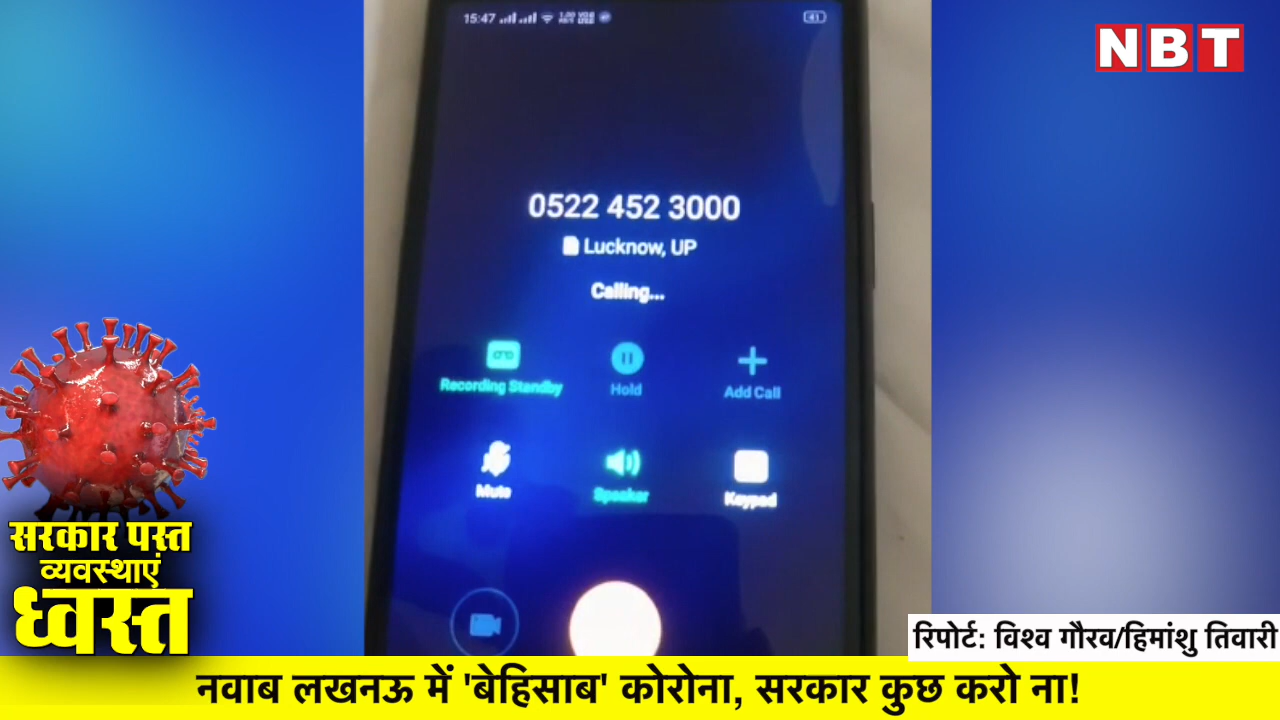 15:47
41
NBT
0522 452 3000
Lucknow, UP
Calling...
Recording Standby
Hold
Add Call
Mute
Speaker
Keypad
सरकार पस्त
व्यवस्थाएं
ध्वस्त
रिपोर्ट: विश्व गौरव/हिमांशु तिवारी
नवाब लखनऊ में 'बेहिसाब' कोरोना, सरकार कुछ करो ना!